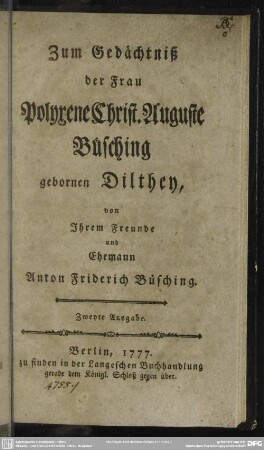 Zum Gedächtniß
der Frau
Polyxene Christ. Auguste
Büsching
gebornen Dilthey,
von
Ihrem Freunde
und
Ehemann
Anton Friderich Büsching.
Zweyte Ausgabe.
Berlin, 1777.
zu finden in der Langeschen Buchhandlung
gerade dem Königl. Schloß gegen über.